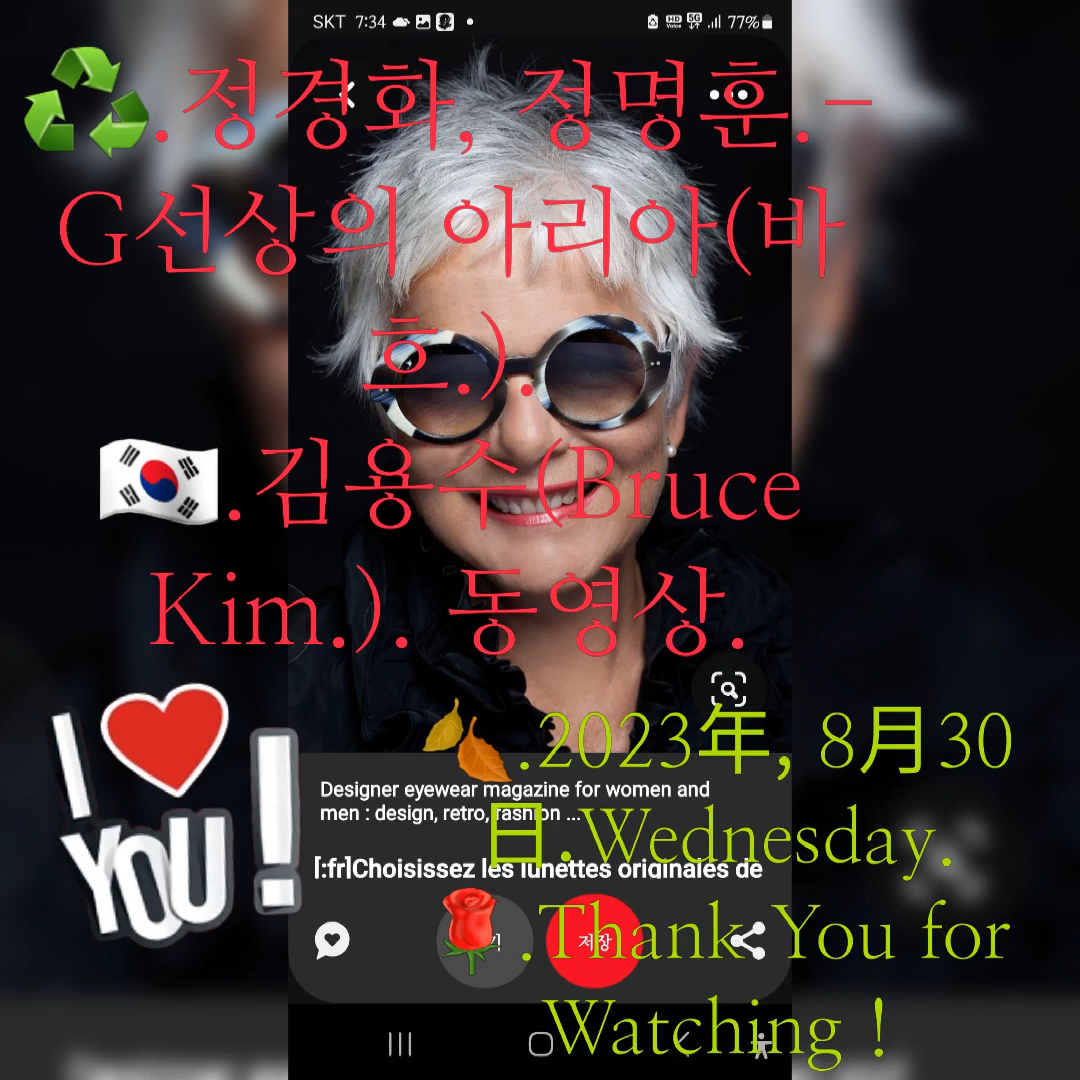 SKT 7:34 77%
. 정경화, 정명훈. –
G선상의 아리아(바
흐.).
.김용수(Bruce
Kim.). 동영상.
I
YOU!
.2023年, 8月30
日.Wednesday.
.Thank You for
Watching !
Designer eyewear magazine for women and
men : design, retro, fashion ...
[:fr]Choisissez les lunettes originales de
저장